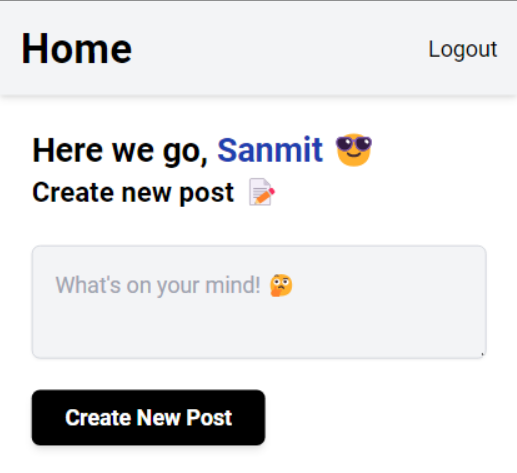 Home
Logout
Here we go, Sanmit 😎
Create new post 📝
What's on your mind! 🤔
Create New Post